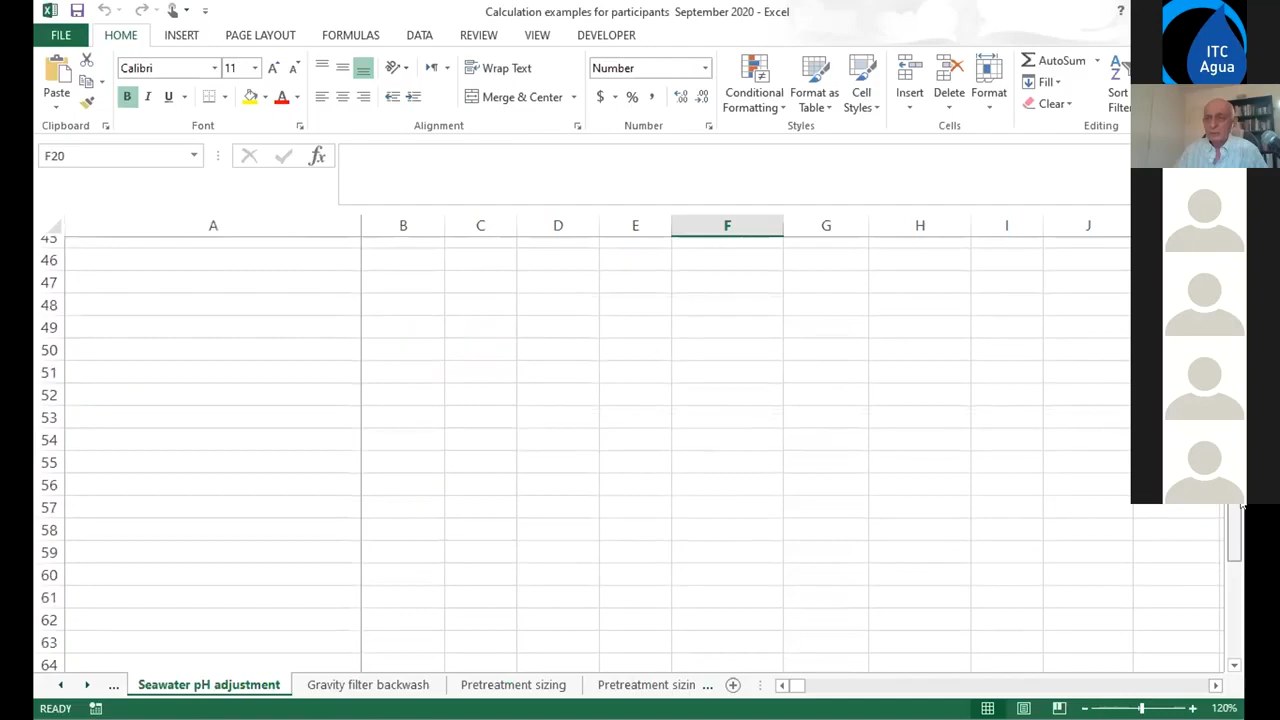 Calculation examples for participants September 2020 - Excel
?
FILE HOME INSERT PAGE LAYOUT FORMULAS DATA REVIEW VIEW DEVELOPER
Calibri 11 Wrap Text Number AutoSum
Paste B I U Merge & Center $ % , Conditional Formatting Format as Table Cell Styles Insert Delete Format Fill Sort
Clear Filter
Clipboard Font Alignment Number Styles Cells Editing
F20 fx
A B C D E F G H I J
45
46
47
48
49
50
51
52
53
54
55
56
57
58
59
60
61
62
63
64
... Seawater pH adjustment Gravity filter backwash Pretreatment sizing Pretreatment sizin ...
READY 120%
ITC
Agua